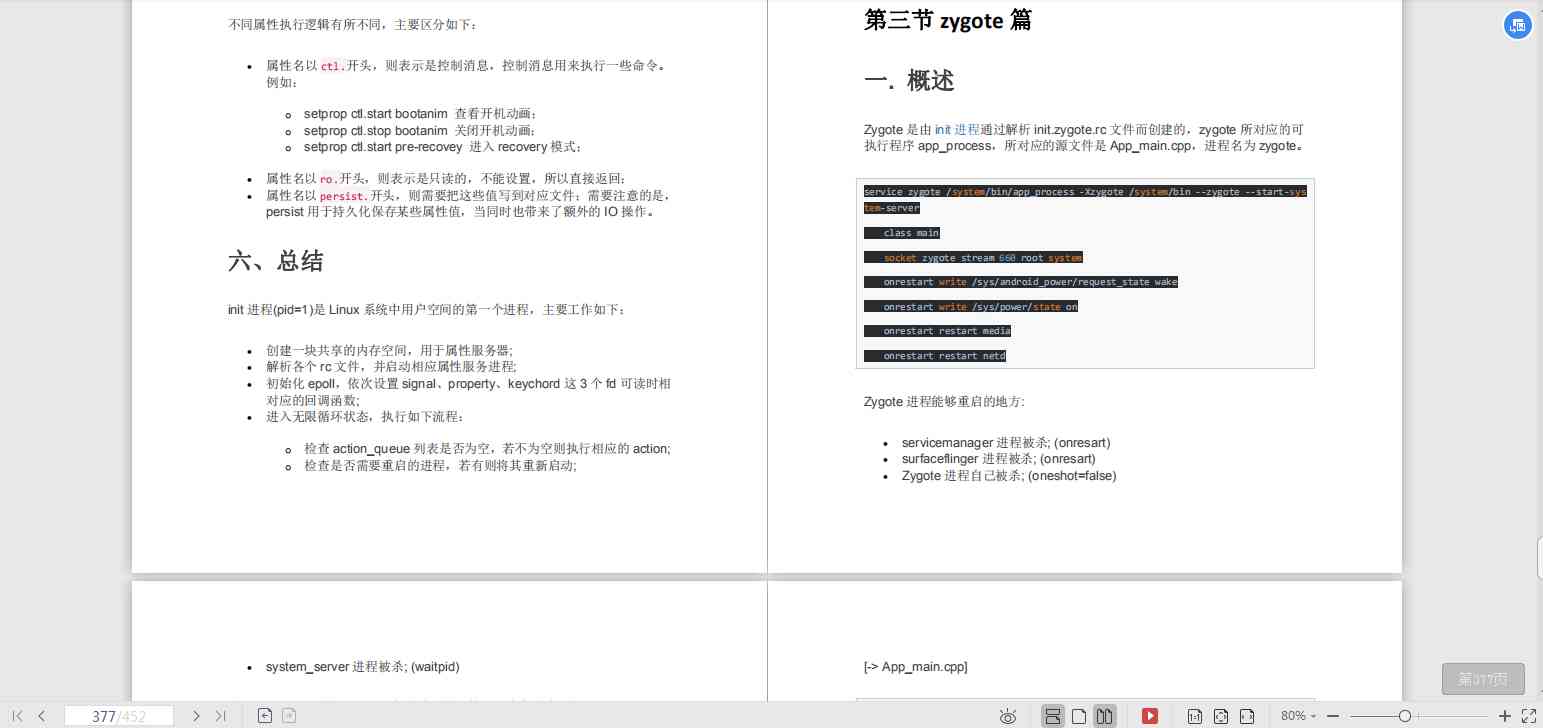 不同属性执行逻辑有所不同，主要区分如下：
属性名以 ctl.开头，则表示是控制消息，控制消息用来执行一些命令。
例如：
setprop ctl.start bootanim 查看开机动画；
setprop ctl.stop bootanim 关闭开机动画；
setprop ctl.start pre-recovey 进入 recovery 模式；
属性名以 ro.开头，则表示是只读的，不能设置，所以直接返回；
属性名以 persist.开头，则需要把这些值写到对应文件；需要注意的是，
persist 用于持久化保存某些属性值，当同时也带来了额外的 IO 操作。
六、总结
init 进程(pid=1)是 Linux 系统中用户空间的第一个进程，主要工作如下：
创建一块共享的内存空间，用于属性服务器;
解析各个 rc 文件，并启动相应属性服务进程;
初始化 epoll，依次设置 signal、property、keychord 这 3 个 fd 可读时相
对应的回调函数;
进入无限循环状态，执行如下流程：
检查 action_queue 列表是否为空，若不为空则执行相应的 action;
检查是否需要重启的进程，若有则将其重新启动;
第三节 zygote 篇
一．概述
Zygote 是由 init 进程通过解析 init.zygote.rc 文件而创建的，zygote 所对应的可
执行程序 app_process，所对应的源文件是 App_main.cpp，进程名为 zygote。
service zygote /system/bin/app_process -Xzygote /system/bin --zygote --start-sys
tem-server
class main
socket zygote stream 660 root system
onrestart write /sys/android_power/request_state wake
onrestart write /sys/power/state on
onrestart restart media
onrestart restart netd
Zygote 进程能够重启的地方:
servicemanager 进程被杀; (onresart)
surfaceflinger 进程被杀; (onresart)
Zygote 进程自己被杀; (oneshot=false)
system_server 进程被杀; (waitpid)
[-> App_main.cpp]
第377页
377/452
1:1
80%